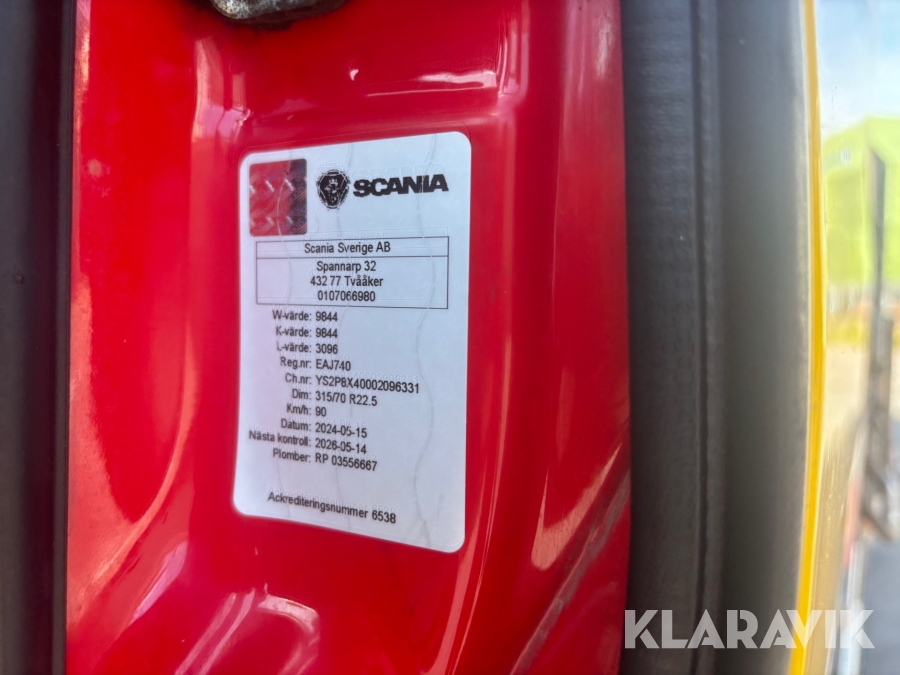 SCANIA
Scania Sverige AB
Spannarp 32
432 77 Tvååker
0107066980
W-värde: 9844
K-värde: 9844
L-värde: 3096
Reg.nr: EAJ740
Ch.nr: YS2P8X40002096331
Dim: 315/70 R22.5
Km/h: 90
Datum: 2024-05-15
Nästa kontroll: 2026-05-14
Plomber: RP 03556667
Ackrediteringsnummer 6538
KLARAVIK